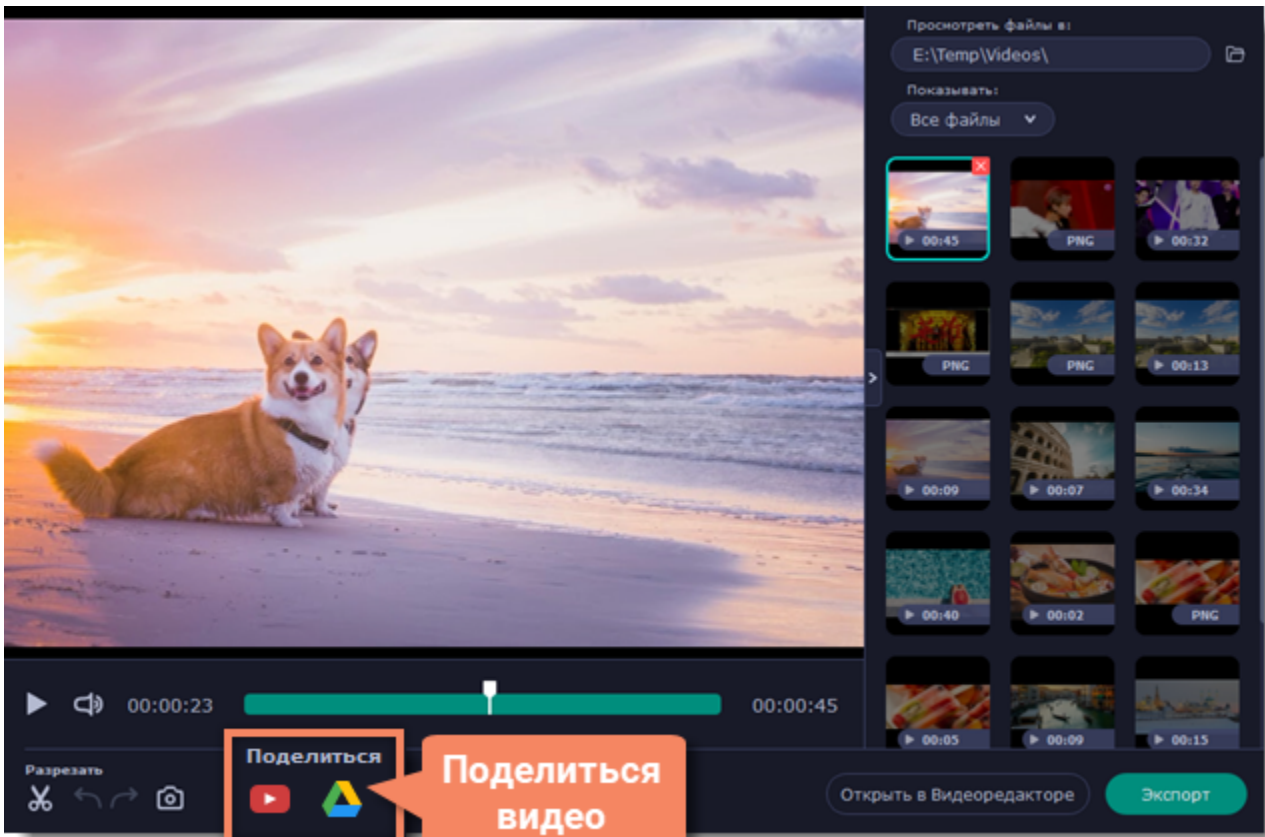 Просмотреть файлы в:
E:\Temp\Videos\
Показывать:
Все файлы
00:45
PNG
00:32
PNG
PNG
00:13
00:09
00:07
00:34
00:40
00:02
PNG
00:05
00:09
00:15
00:00:23
00:00:45
Разрезать
Поделиться
Поделиться
видео
Открыть в Видеоредакторе
Экспорт